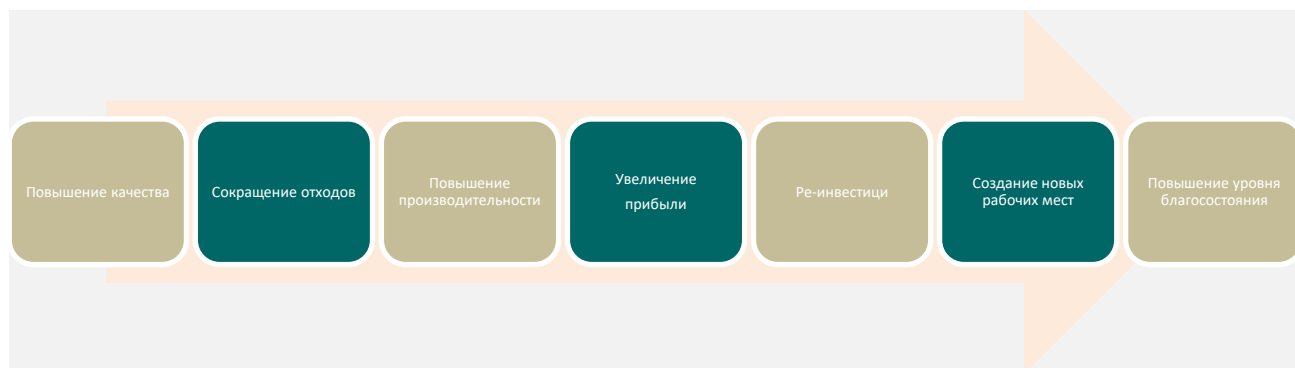 Повышение качества
Сокращение отходов
Повышение
производительности
Увеличение
прибыли
Ре-инвестици
Создание новых
рабочих мест
Повышение уровня
благосостояния